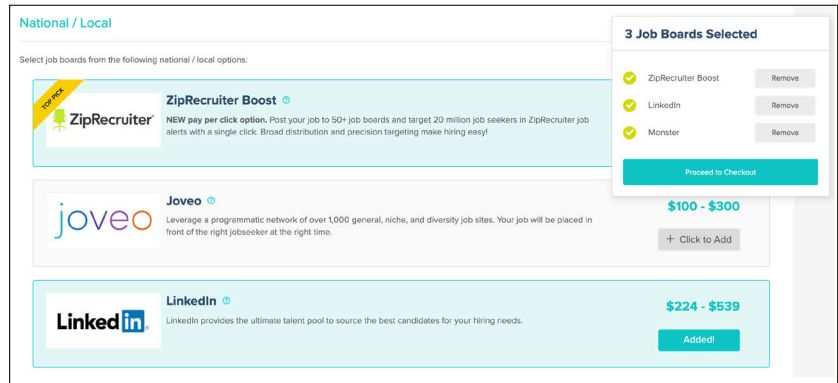 National / Local
Select job boards from the following national / local options:
TOP PICK
ZipRecruiter
ZipRecruiter Boost
NEW pay per click option. Post your job to 50+ job boards and target 20 million job seekers in ZipRecruiter job
alerts with a single click. Broad distribution and precision targeting make hiring easy!
3 Job Boards Selected
ZipRecruiter Boost Remove
LinkedIn Remove
Monster Remove
Proceed to Checkout
joveo
Joveo
Leverage a programmatic network of over 1,000 general, niche, and diversity job sites. Your job will be placed in
front of the right jobseeker at the right time.
$100 - $300
+ Click to Add
Linked in
LinkedIn
LinkedIn provides the ultimate talent pool to source the best candidates for your hiring needs.
$224 - $539
Added!